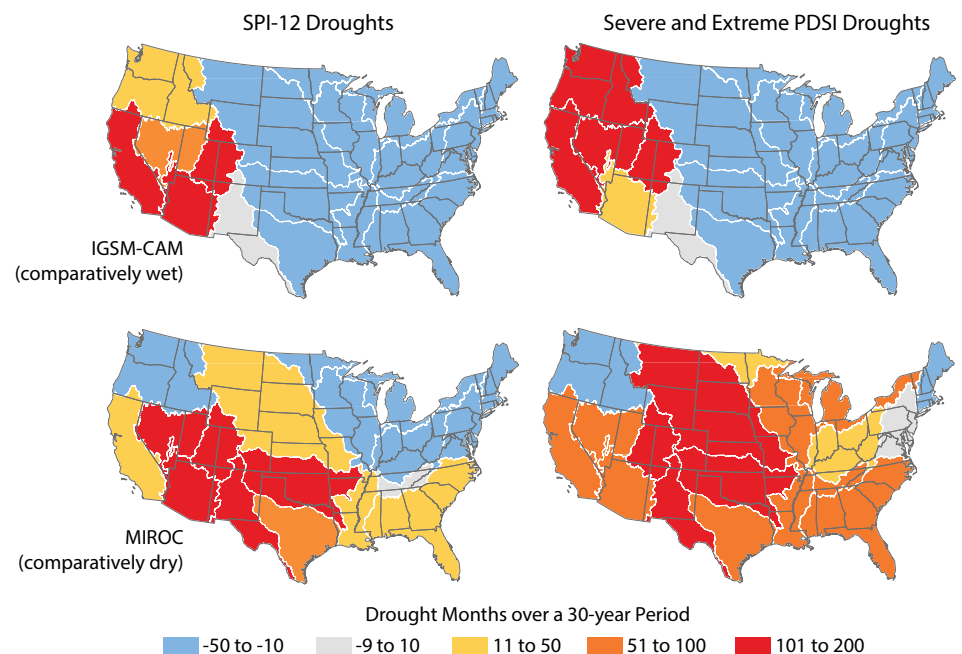 SPI-12 Droughts
Severe and Extreme PDSI Droughts
IGSM-CAM
(comparatively wet)
MIROC
(comparatively dry)
Drought Months over a 30-year Period
-50 to -10
-9 to 10
11 to 50
51 to 100
101 to 200